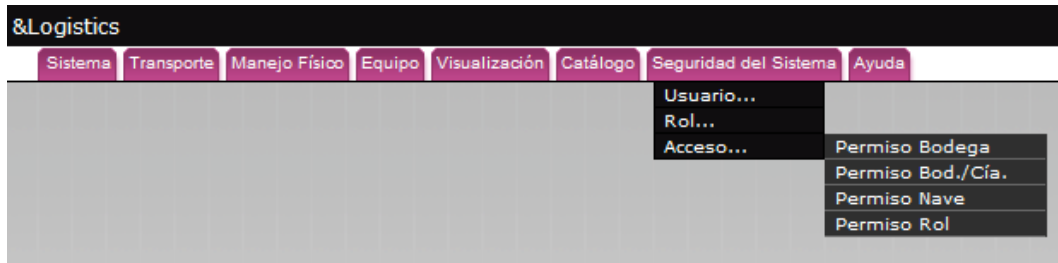 &Logistics
Sistema Transporte Manejo Físico Equipo Visualización Catálogo Seguridad del Sistema Ayuda
Usuario...
Rol...
Acceso... Permiso Bodega
Permiso Bod./Cía.
Permiso Nave
Permiso Rol